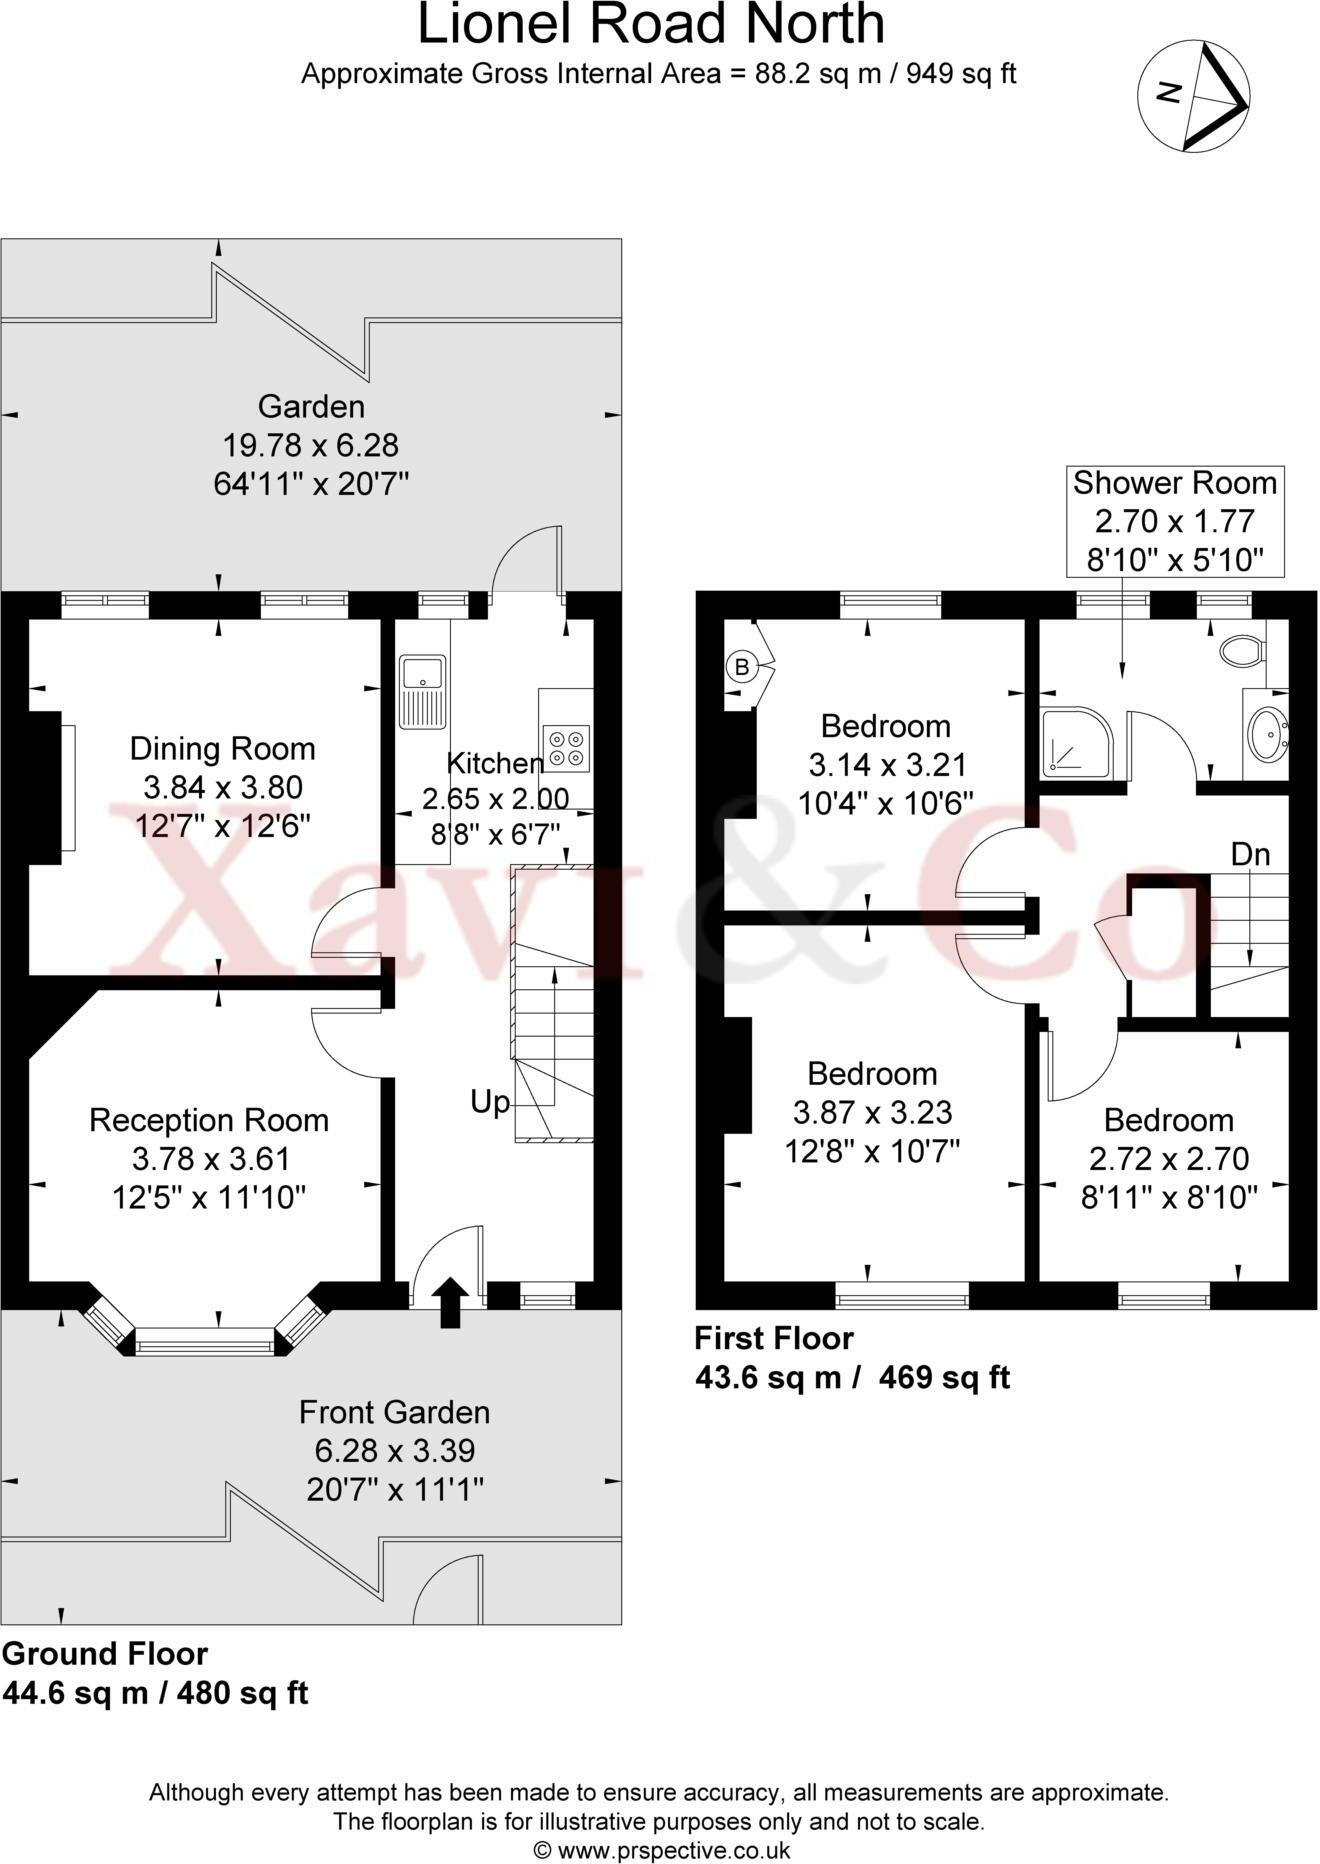 Lionel Road North
Approximate Gross Internal Area = 88.2 sq m / 949 sq ft
N
Garden
19.78 x 6.28
64'11" x 20'7"
Shower Room
2.70 x 1.77
8'10" x 5'10"
Dining Room
3.84 x 3.80
12'7" x 12'6"
Kitchen
2.65 x 2.00
8'8" x 6'7"
B
Bedroom
3.14 x 3.21
10'4" x 10'6"
Dn
Xavi&Co
Up
Reception Room
3.78 x 3.61
12'5" x 11'10"
Bedroom
3.87 x 3.23
12'8" x 10'7"
Bedroom
2.72 x 2.70
8'11" x 8'10"
First Floor
43.6 sq m /  469 sq ft
Front Garden
6.28 x 3.39
20'7" x 11'1"
Ground Floor
44.6 sq m / 480 sq ft
Although every attempt has been made to ensure accuracy, all measurements are approximate.
The floorplan is for illustrative purposes only and not to scale.
© www.prspective.co.uk